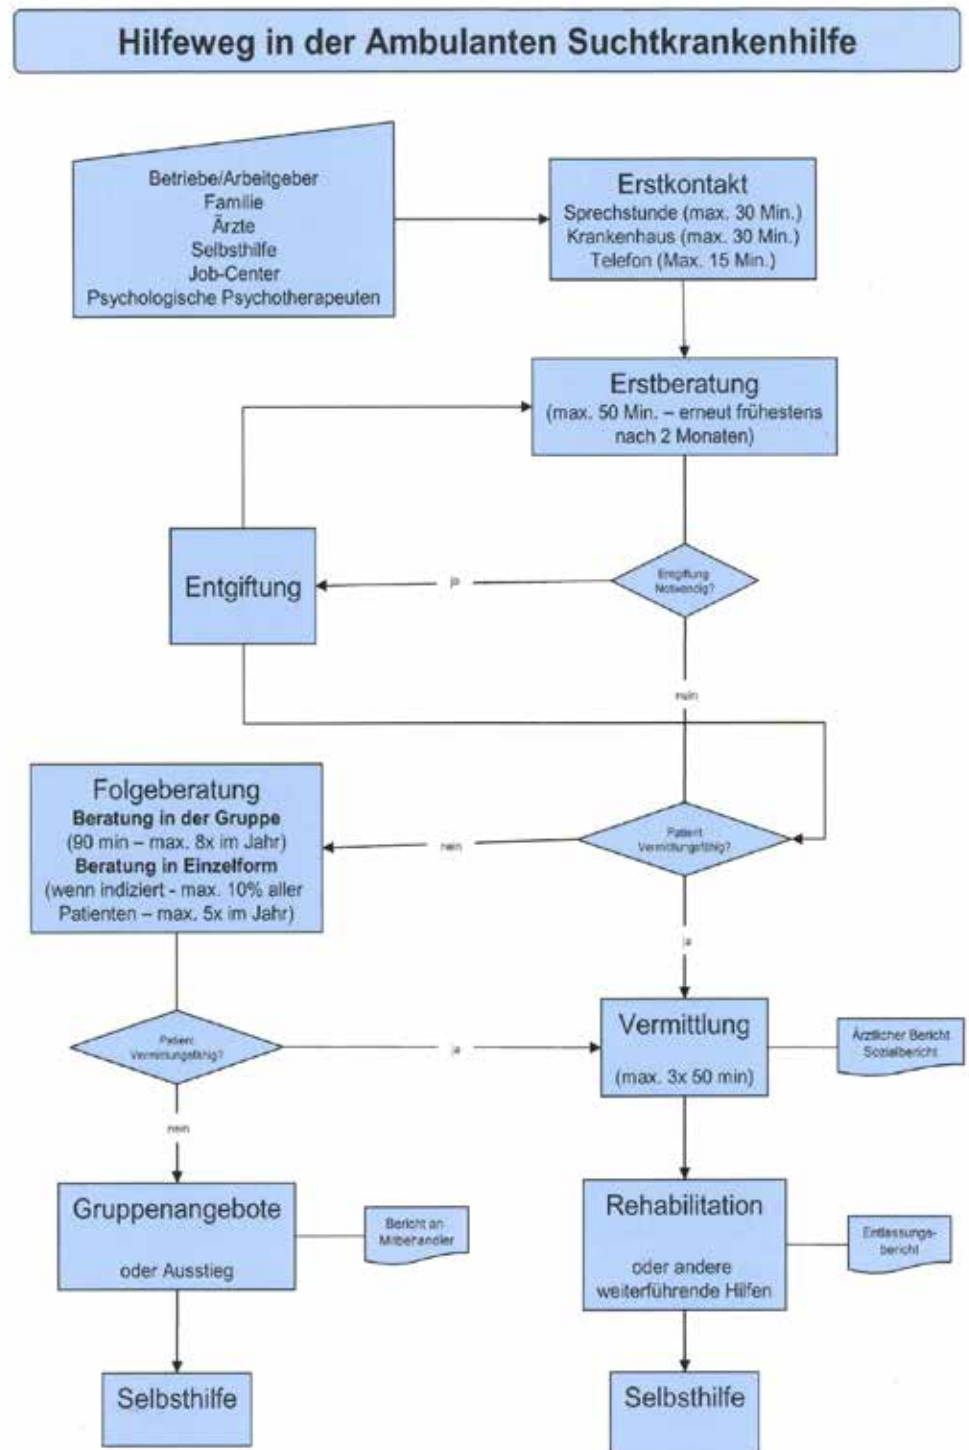 Hilfeweg in der Ambulanten Suchtkrankenhilfe
Betriebe/Arbeitgeber
Familie
Ärzte
Selbsthilfe
Job-Center
Psychologische Psychotherapeuten
Erstkontakt
Sprechstunde (max. 30 Min.)
Krankenhaus (max. 30 Min.)
Telefon (Max. 15 Min.)
Erstberatung
(max. 50 Min. – erneut frühestens
nach 2 Monaten)
Entgiftung
ja
Entgiftung
Notwendig?
nein
Folgeberatung
Beratung in der Gruppe
(90 min – max. 8x im Jahr)
Beratung in Einzelform
(wenn indiziert - max. 10% aller
Patienten – max. 5x im Jahr)
nein
Patient
Vermittlungsfähig?
ja
Patient
Vermittlungsfähig?
ja
Vermittlung
(max. 3x 50 min)
Ärztlicher Bericht
Sozialbericht
nein
Gruppenangebote
oder Ausstieg
Bericht an
Mitbehandler
Rehabilitation
oder andere
weiterführende Hilfen
Entlassungs-
bericht
Selbsthilfe
Selbsthilfe